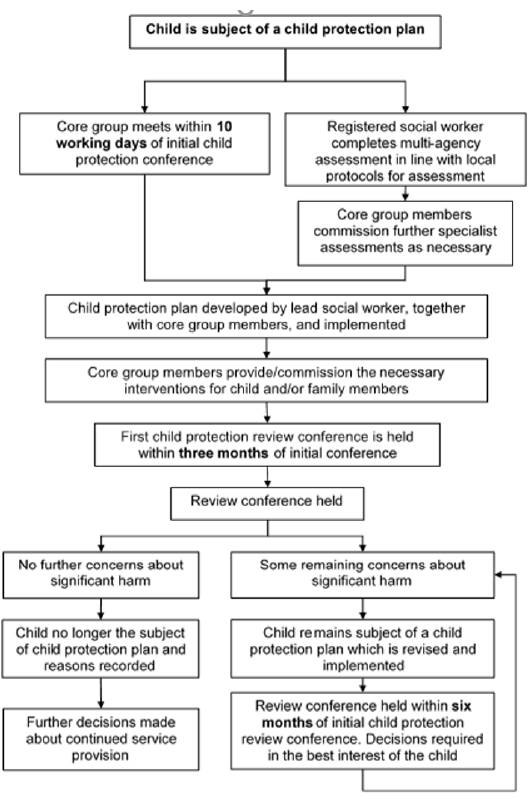 Child is subject of a child protection plan
Core group meets within 10
working days of initial child
protection conference
Registered social worker
completes multi-agency
assessment in line with local
protocols for assessment
Core group members
commission further specialist
assessments as necessary
Child protection plan developed by lead social worker, together
with core group members, and implemented
Core group members provide/commission the necessary
interventions for child and/or family members
First child protection review conference is held
within three months of initial conference
Review conference held
No further concerns about
significant harm
Child no longer the subject
of child protection plan and
reasons recorded
Further decisions made
about continued service
provision
Some remaining concerns about
significant harm
Child remains subject of a child
protection plan which is revised and
implemented
Review conference held within six
months of initial child protection
review conference. Decisions required
in the best interest of the child